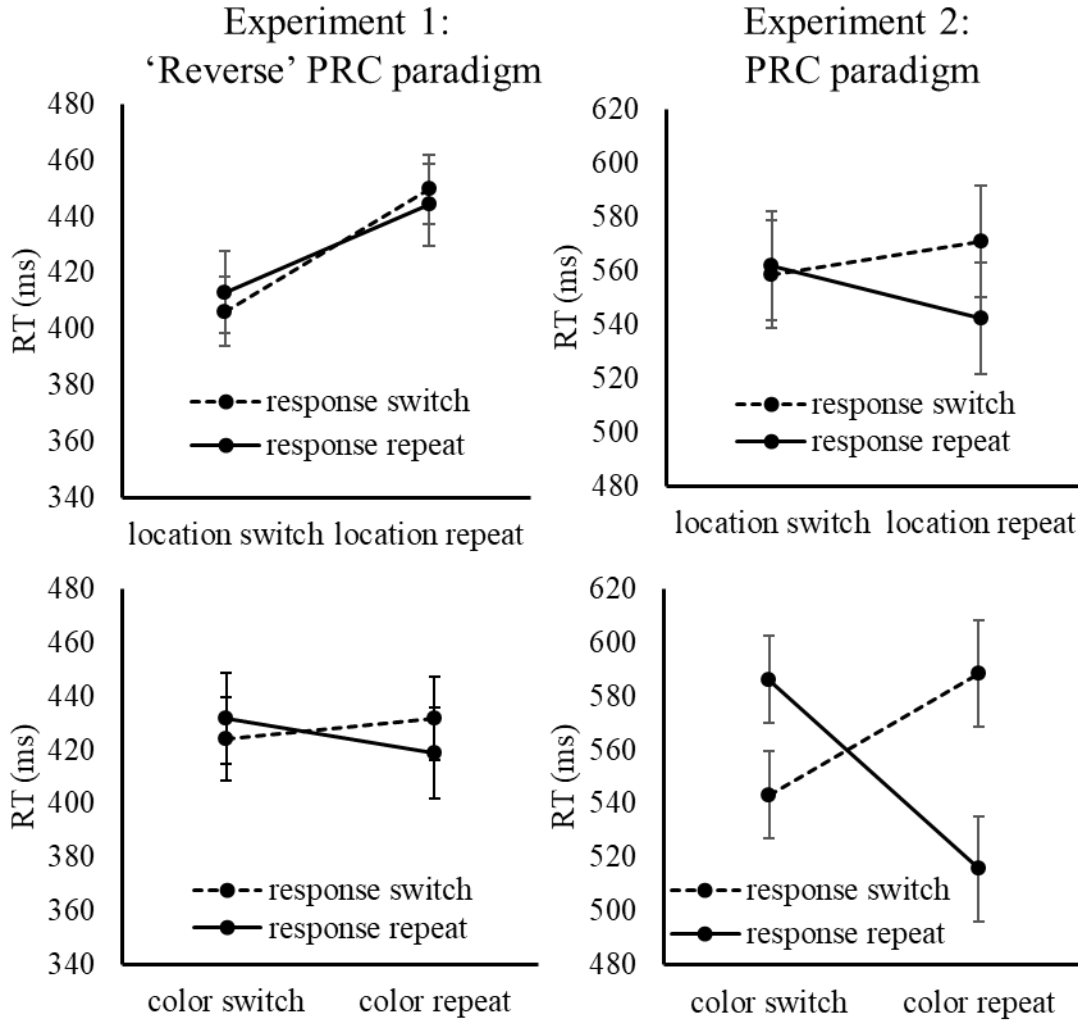 Experiment 1:
‘Reverse’ PRC paradigm
480
460
440
420
400
380
360
340
RT (ms)
response switch
response repeat
location switch location repeat
Experiment 2:
PRC paradigm
620
600
580
560
540
520
500
480
RT (ms)
response switch
response repeat
location switch location repeat
480
460
440
420
400
380
360
340
RT (ms)
response switch
response repeat
color switch color repeat
620
600
580
560
540
520
500
480
RT (ms)
response switch
response repeat
color switch color repeat